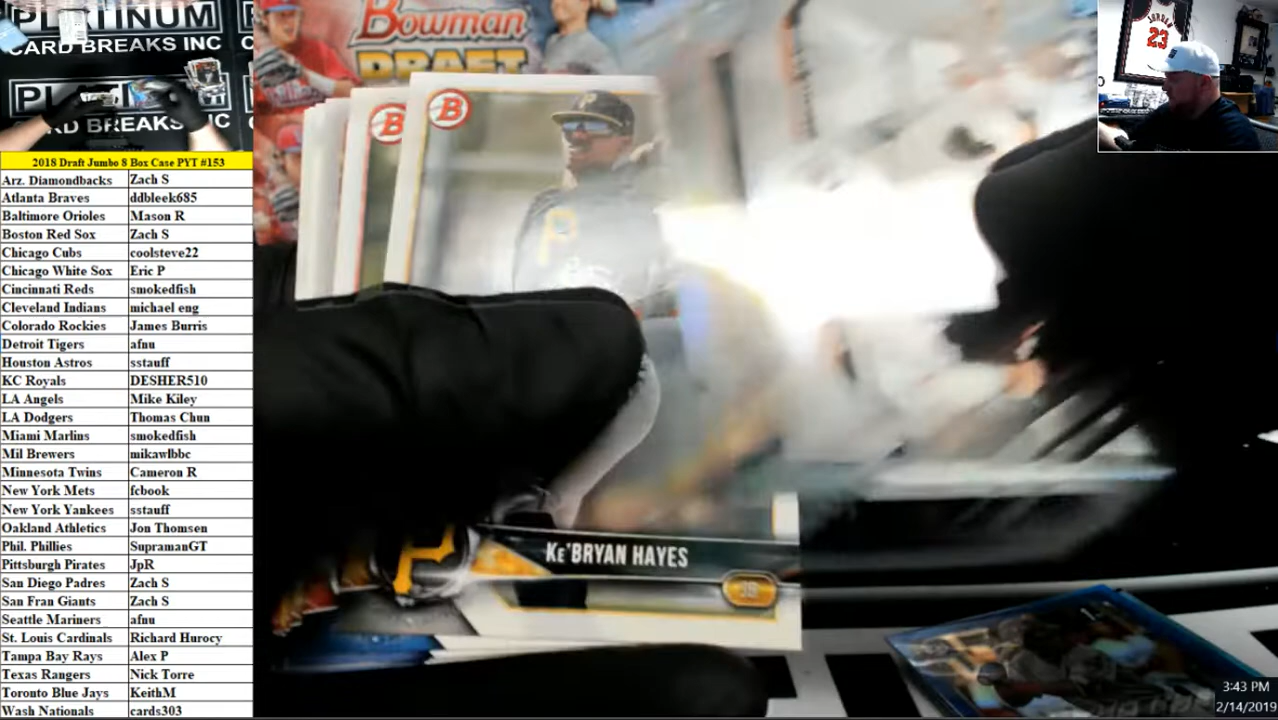 PLATINUM
CARD BREAKS INC
CARD BREAKS INC
2018 Draft Jumbo 8 Box Case PYT #153
Arz. Diamondbacks Zach S
Atlanta Braves ddbleek685
Baltimore Orioles Mason R
Boston Red Sox Zach S
Chicago Cubs coolsteve22
Chicago White Sox Eric P
Cincinnati Reds smokedfish
Cleveland Indians michael eng
Colorado Rockies James Burris
Detroit Tigers afnu
Houston Astros sstauff
KC Royals DESHER510
LA Angels Mike Kiley
LA Dodgers Thomas Chun
Miami Marlins smokedfish
Mil Brewers mikawlbbc
Minnesota Twins Cameron R
New York Mets fcbook
New York Yankees sstauff
Oakland Athletics Jon Thomsen
Phil. Phillies SupramanGT
Pittsburgh Pirates JpR
San Diego Padres Zach S
San Fran Giants Zach S
Seattle Mariners afnu
St. Louis Cardinals Richard Hurocy
Tampa Bay Rays Alex P
Texas Rangers Nick Torre
Toronto Blue Jays KeithM
Wash Nationals cards303
Bowman
DRAFT
B
B
P
P
KE'BRYAN HAYES
3B
JORDAN
23
3:43 PM
2/14/2019